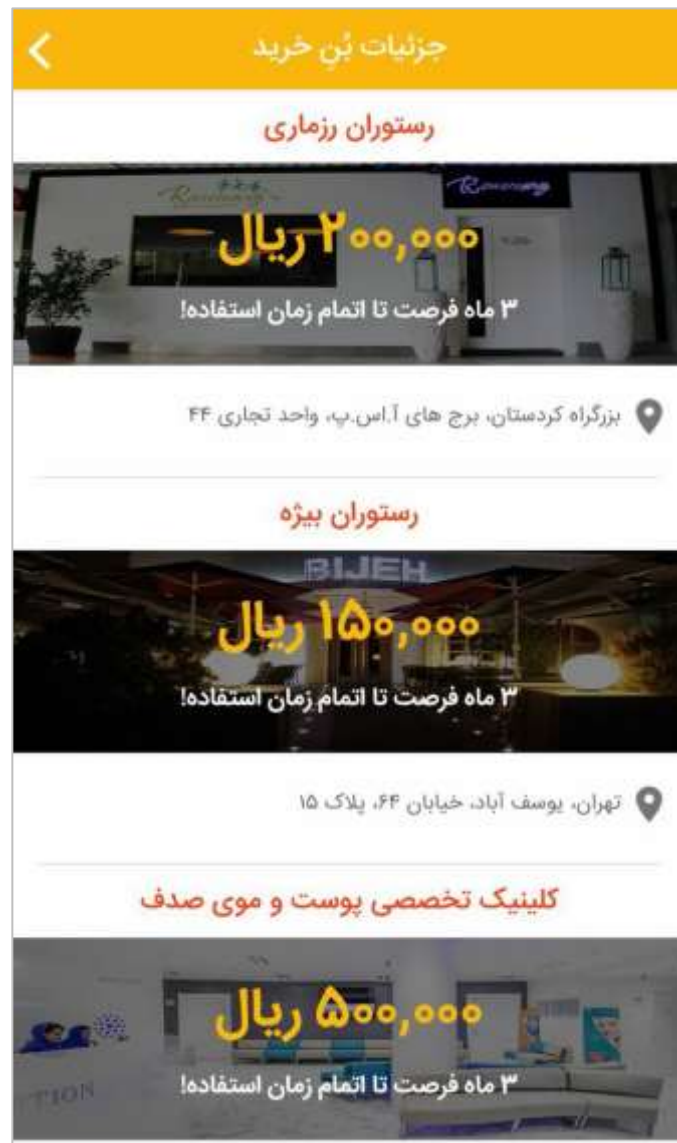 جزئیات بُنِ خرید
رستوران رزماری
Rosemary
۲۰۰,۰۰۰ ریال
۳ ماه فرصت تا اتمام زمان استفاده!
بزرگراه کردستان، برج های آ.اس.پ، واحد تجاری ۴۴
رستوران بیژه
BIJEH
۱۵۰,۰۰۰ ریال
۳ ماه فرصت تا اتمام زمان استفاده!
تهران، یوسف آباد، خیابان ۶۴، پلاک ۱۵
کلینیک تخصصی پوست و موی صدف
۵۰۰,۰۰۰ ریال
۳ ماه فرصت تا اتمام زمان استفاده!